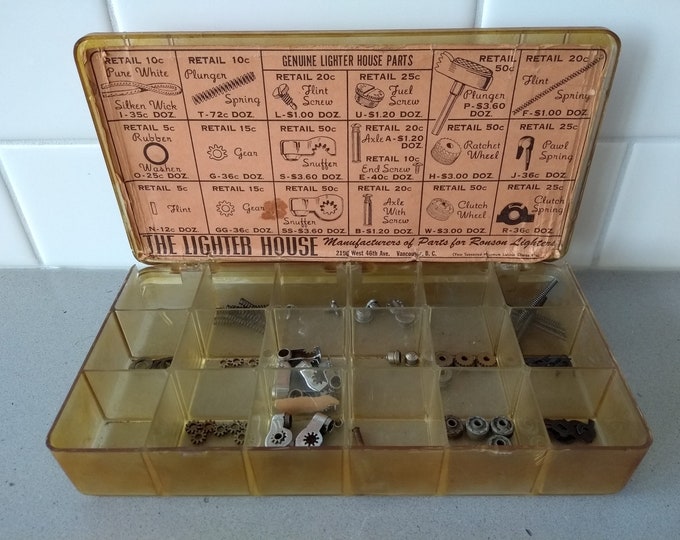 GENUINE LIGHTER HOUSE PARTS
RETAIL 10c
Pure White
Silken Wick
I-35c DOZ.
RETAIL 10c
Plunger
Spring
T-72c DOZ.
RETAIL 20c
Flint
Screw
L-$1.00 DOZ.
RETAIL 25c
Fuel
Screw
U-$1.20 DOZ.
RETAIL
50c
Plunger
P-$3.60
DOZ.
RETAIL 20c
Flint
Spring
F-$1.00 DOZ.
RETAIL 5c
Rubber
Washer
O-25c DOZ.
RETAIL 15c
Gear
G-36c DOZ.
RETAIL 50c
Snuffer
S-$3.60 DOZ.
RETAIL 20c
Axle A-$1.20
DOZ.
RETAIL 10c
End Screw
E-40c DOZ.
RETAIL 50c
Ratchet
Wheel
H-$3.00 DOZ.
RETAIL 25c
Pawl
Spring
J-36c DOZ.
RETAIL 5c
Flint
N-12c DOZ.
RETAIL 15c
Gear
GG-36c DOZ.
RETAIL 50c
Snuffer
SS-$3.60 DOZ.
RETAIL 20c
Axle
With
Screw
B-$1.20 DOZ.
RETAIL 50c
Clutch
Wheel
W-$3.00 DOZ.
RETAIL 25c
Clutch
Spring
R-36c DOZ.
THE LIGHTER HOUSE Manufacturers of Parts for Ronson Lighters
West 46th Ave. Vancouver, B. C.